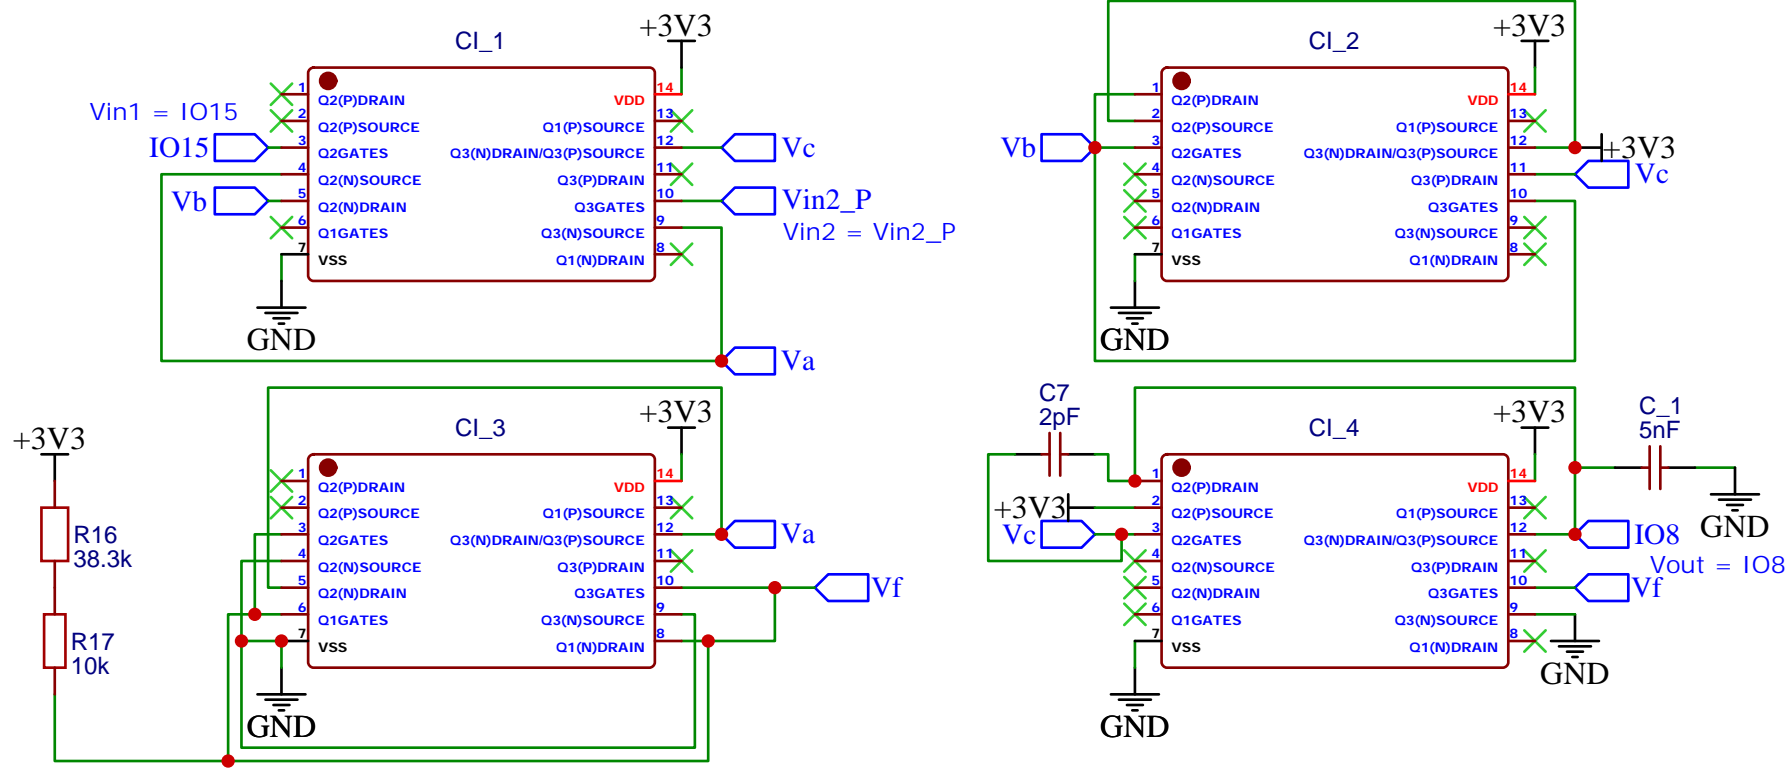 CI_1
+3V3
Vin1 = IO15
IO15
Vb
1
2
3
4
5
6
7
Q2(P)DRAIN
Q2(P)SOURCE
Q2GATES
Q2(N)SOURCE
Q2(N)DRAIN
Q1GATES
VSS
VDD
Q1(P)SOURCE
Q3(N)DRAIN/Q3(P)SOURCE
Q3(P)DRAIN
Q3GATES
Q3(N)SOURCE
Q1(N)DRAIN
14
13
12
11
10
9
8
Vc
Vin2_P
Vin2 = Vin2_P
GND
Va
CI_2
+3V3
Vb
1
2
3
4
5
6
7
Q2(P)DRAIN
Q2(P)SOURCE
Q2GATES
Q2(N)SOURCE
Q2(N)DRAIN
Q1GATES
VSS
VDD
Q1(P)SOURCE
Q3(N)DRAIN/Q3(P)SOURCE
Q3(P)DRAIN
Q3GATES
Q3(N)SOURCE
Q1(N)DRAIN
14
13
12
11
10
9
8
+3V3
Vc
GND
+3V3
R16
38.3k
R17
10k
CI_3
+3V3
1
2
3
4
5
6
7
Q2(P)DRAIN
Q2(P)SOURCE
Q2GATES
Q2(N)SOURCE
Q2(N)DRAIN
Q1GATES
VSS
VDD
Q1(P)SOURCE
Q3(N)DRAIN/Q3(P)SOURCE
Q3(P)DRAIN
Q3GATES
Q3(N)SOURCE
Q1(N)DRAIN
14
13
12
11
10
9
8
Va
Vf
GND
C7
2pF
CI_4
+3V3
C_1
5nF
+3V3
Vc
1
2
3
4
5
6
7
Q2(P)DRAIN
Q2(P)SOURCE
Q2GATES
Q2(N)SOURCE
Q2(N)DRAIN
Q1GATES
VSS
VDD
Q1(P)SOURCE
Q3(N)DRAIN/Q3(P)SOURCE
Q3(P)DRAIN
Q3GATES
Q3(N)SOURCE
Q1(N)DRAIN
14
13
12
11
10
9
8
GND
IO8
Vout = IO8
Vf
GND
GND